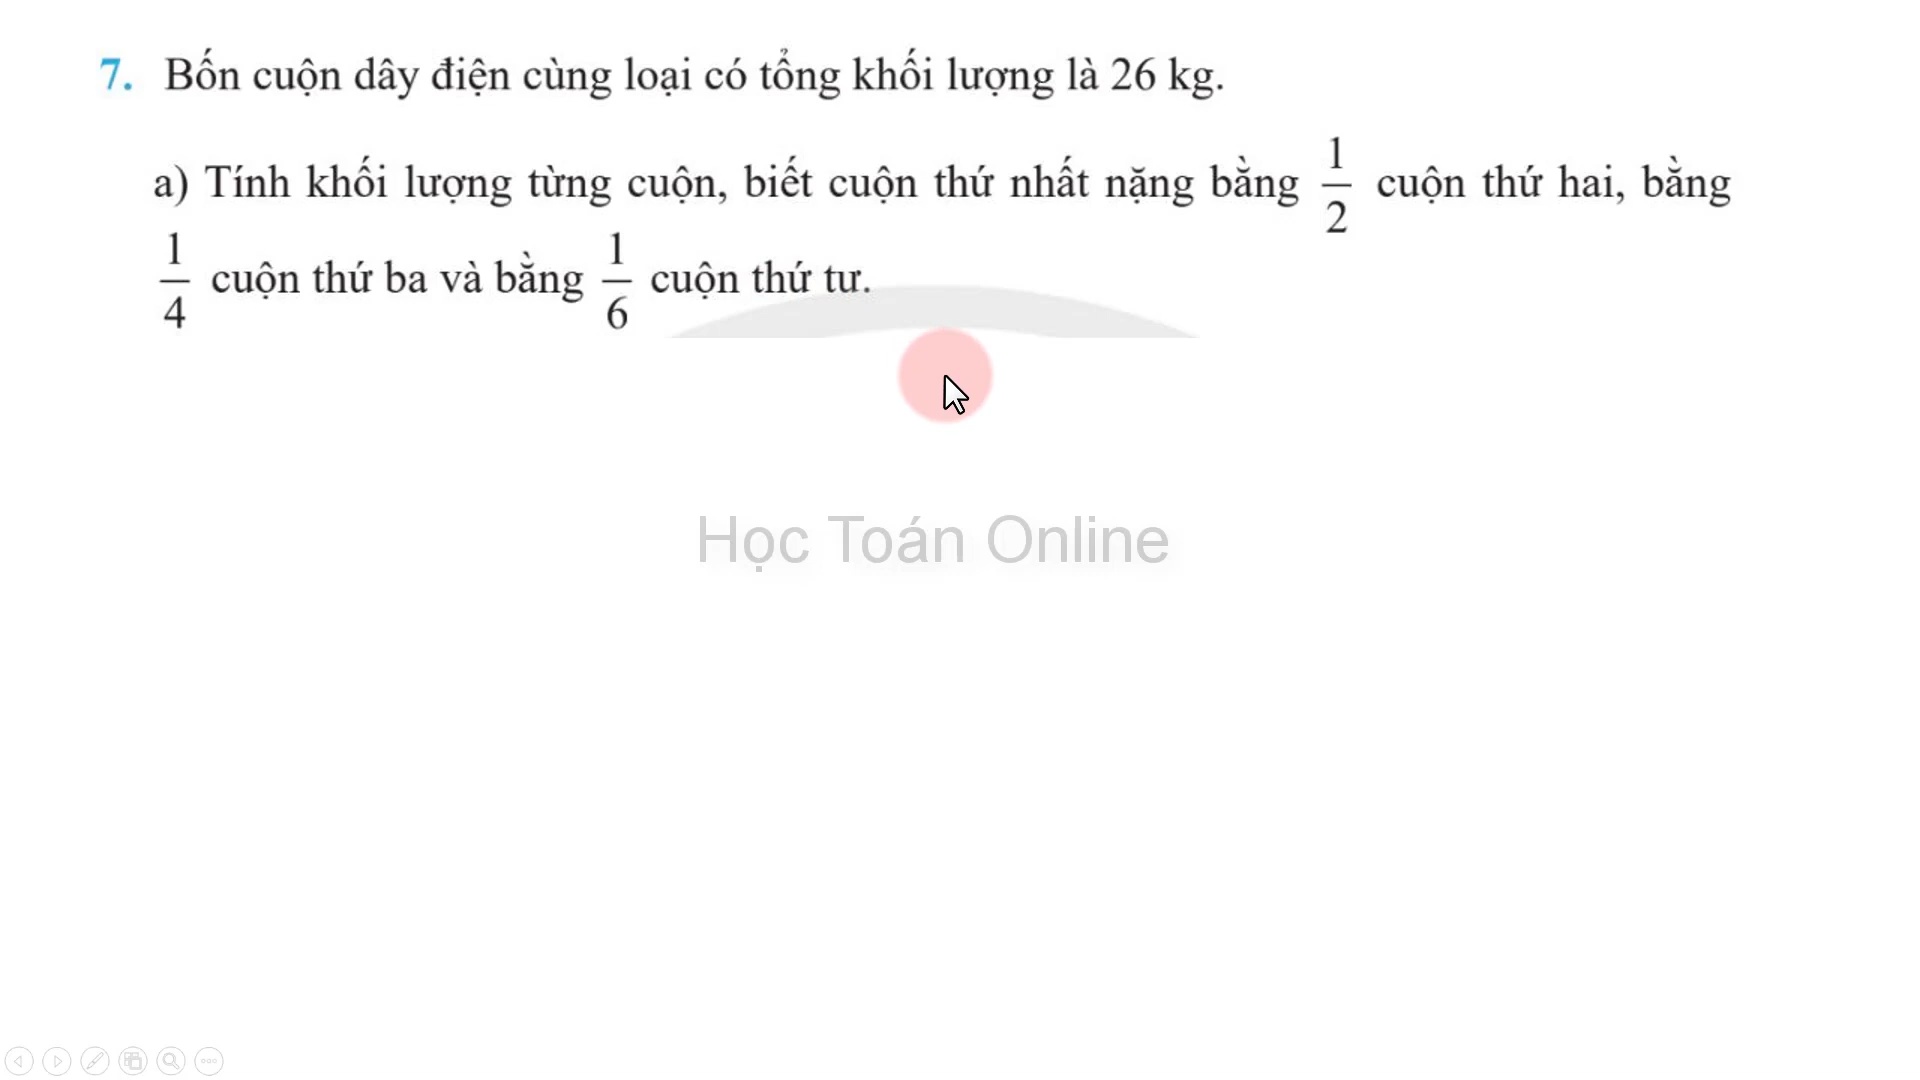 7. Bốn cuộn dây điện cùng loại có tổng khối lượng là 26 kg.
a) Tính khối lượng từng cuộn, biết cuộn thứ nhất nặng bằng 1/2 cuộn thứ hai, bằng
1/4 cuộn thứ ba và bằng 1/6 cuộn thứ tư.
Học Toán Online